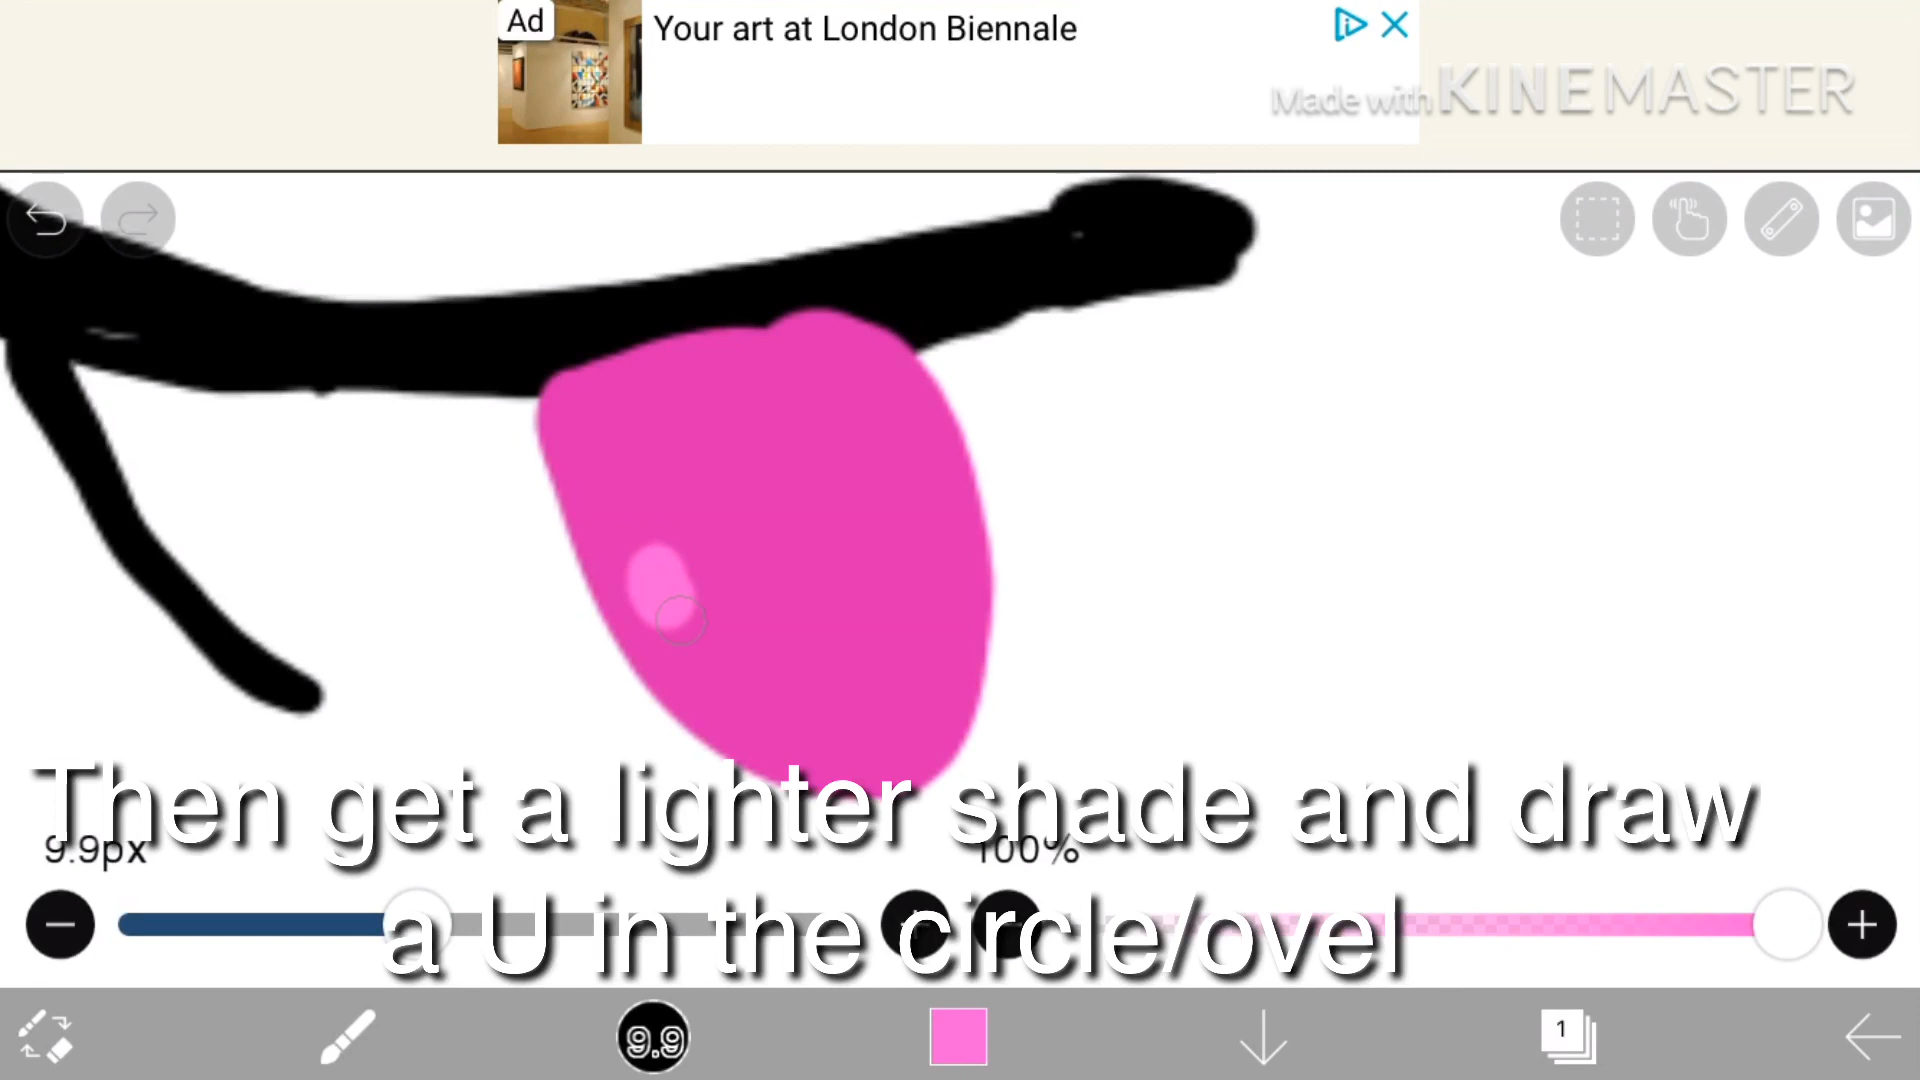 Ad
Your art at London Biennale
Made with KINEMASTER
Then get a lighter shade and draw
a U in the circle/ovel
9.9px
100%
9.9
1